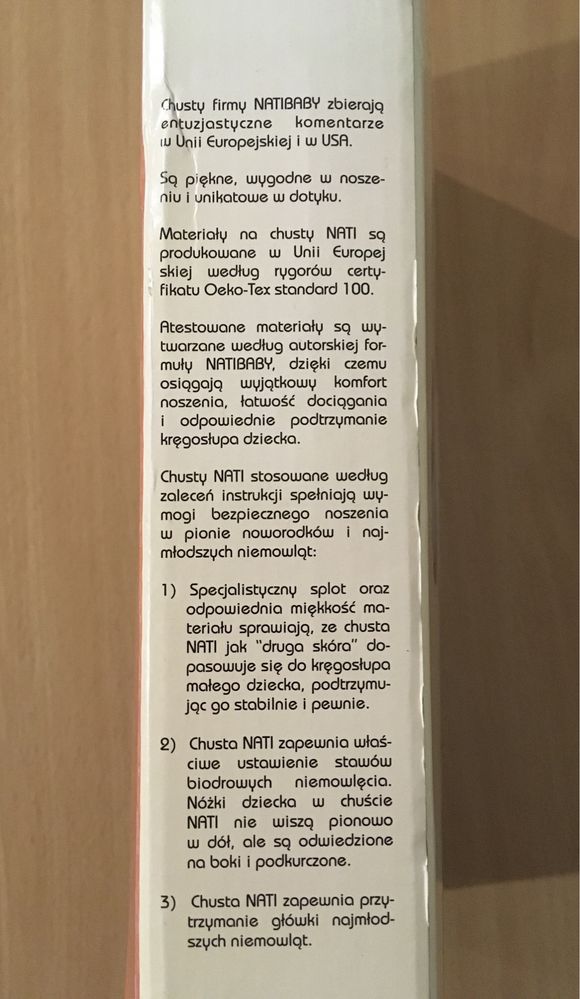 Chusty firmy NATIBABY zbierają
entuzjastyczne komentarze
w Unii Europejskiej i w USA.
Są piękne, wygodne w nosze-
niu i unikatowe w dotyku.
Materiały na chusty NATI są
produkowane w Unii Europej
skiej według rygorów certy-
fikatu Oeko-Tex standard 100.
Atestowane materiały są wy-
twarzane według autorskiej for-
muły NATIBABY, dzięki czemu
osiągają wyjątkowy komfort
noszenia, łatwość dociągania
i odpowiednie podtrzymanie
kręgosłupa dziecka.
Chusty NATI stosowane według
zaleceń instrukcji spełniają wy-
mogi bezpiecznego noszenia
w pionie noworodków i naj-
młodszych niemowląt:
1) Specjalistyczny splot oraz
odpowiednia miękkość ma-
teriału sprawiają, ze chusta
NATI jak "druga skóra" do-
pasowuje się do kręgosłupa
małego dziecka, podtrzymu-
jąc go stabilnie i pewnie.
2) Chusta NATI zapewnia właś-
ciwe ustawienie stawów
biodrowych niemowlęcia.
Nóżki dziecka w chuście
NATI nie wiszą pionowo
w dół, ale są odwiedzione
na boki i podkurczone.
3) Chusta NATI zapewnia przy-
trzymanie główki najmłod-
szych niemowląt.